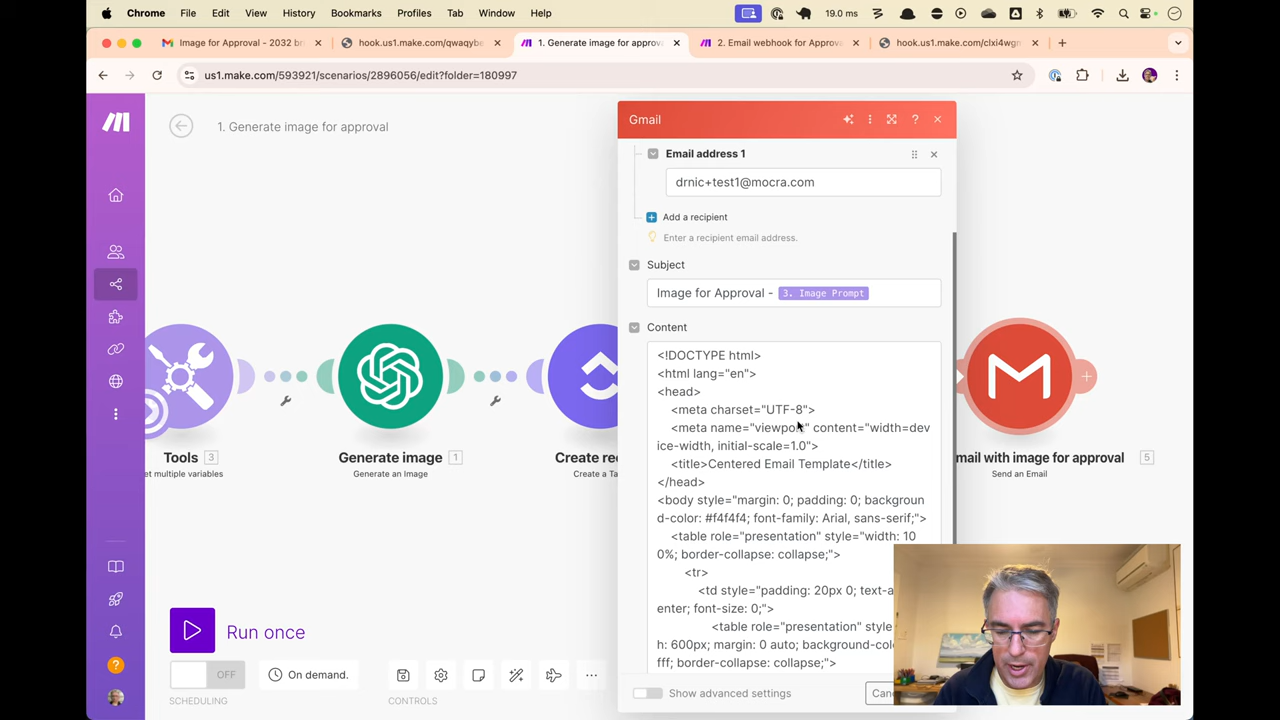 Chrome File Edit View History Bookmarks Profiles Tab Window Help 19.0 ms
Image for Approval - 2032 br
hook.us1.make.com/qwaqybe
1. Generate image for approva
2. Email webhook for Approva
hook.us1.make.com/clxi4wgn
us1.make.com/593921/scenarios/2896056/edit?folder=180997
1. Generate image for approval
Gmail
Email address 1
drnic+test1@mocra.com
Add a recipient
Enter a recipient email address.
Subject
Image for Approval - 3. Image Prompt
Content
<!DOCTYPE html>
<html lang="en">
<head>
<meta charset="UTF-8">
<meta name="viewport" content="width=dev
ice-width, initial-scale=1.0">
<title>Centered Email Template</title>
</head>
<body style="margin: 0; padding: 0; backgroun
d-color: #f4f4f4; font-family: Arial, sans-serif;">
<table role="presentation" style="width: 10
0%; border-collapse: collapse;">
<tr>
<td style="padding: 20px 0; text-a
enter; font-size: 0;">
<table role="presentation" style
h: 600px; margin: 0 auto; background-colo
fff; border-collapse: collapse;">
Show advanced settings
Canc
Tools 3
et multiple variables
Generate image 1
Generate an Image
Create rec
Create a Ta
mail with image for approval 5
Send an Email
Run once
OFF
On demand.
SCHEDULING
CONTROLS